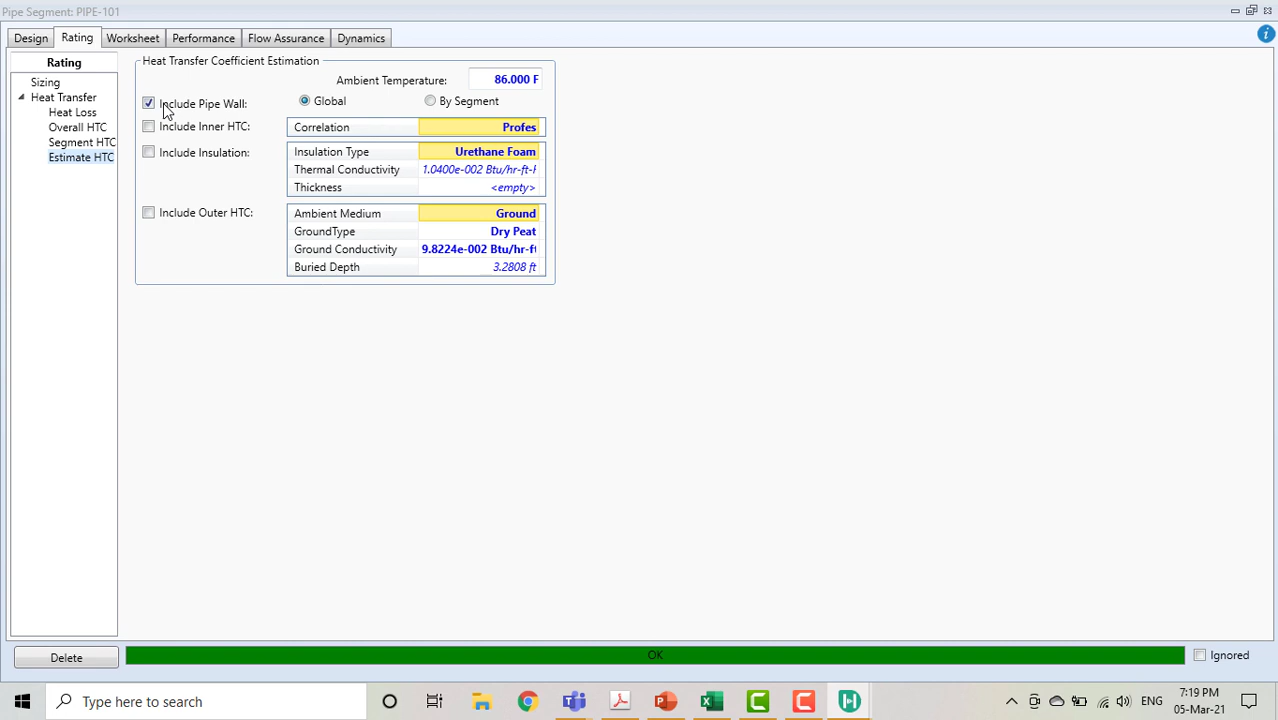 Pipe Segment: PIPE-101
Design Rating Worksheet Performance Flow Assurance Dynamics
Rating
Sizing
Heat Transfer
Heat Loss
Overall HTC
Segment HTC
Estimate HTC
Heat Transfer Coefficient Estimation
Ambient Temperature: 86.000 F
Include Pipe Wall: Global By Segment
Include Inner HTC: Correlation Profes
Include Insulation: Insulation Type Urethane Foam
Thermal Conductivity 1.0400e-002 Btu/hr-ft-F
Thickness <empty>
Include Outer HTC: Ambient Medium Ground
GroundType Dry Peat
Ground Conductivity 9.8224e-002 Btu/hr-ft
Buried Depth 3.2808 ft
Delete OK Ignored
Type here to search
ENG
7:19 PM
05-Mar-21